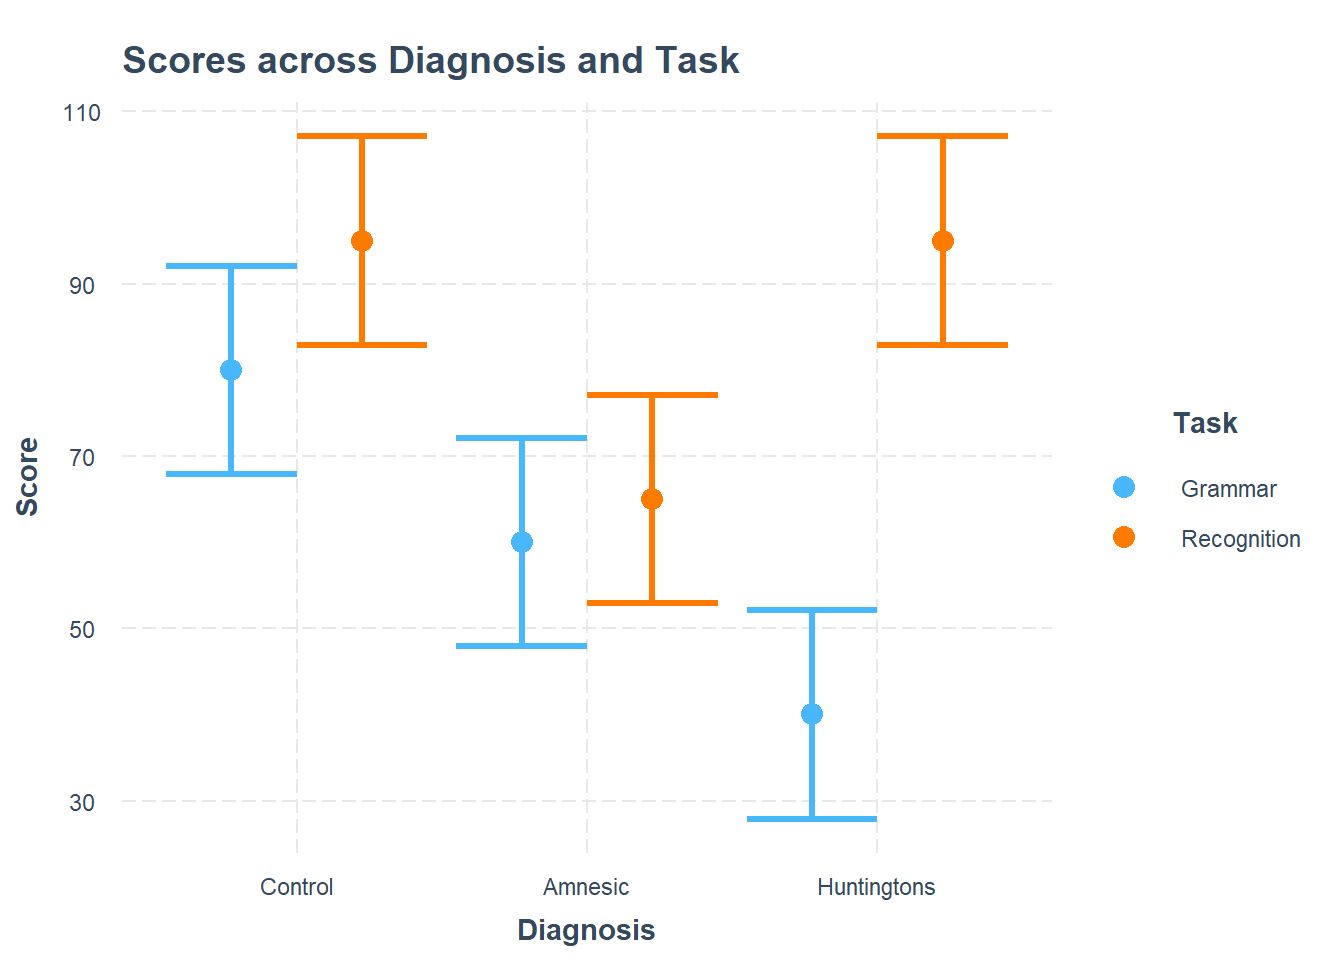 Scores across Diagnosis and Task
110
90
70
50
30
Score
Control
Amnesic
Huntingtons
Diagnosis
Task
Grammar
Recognition